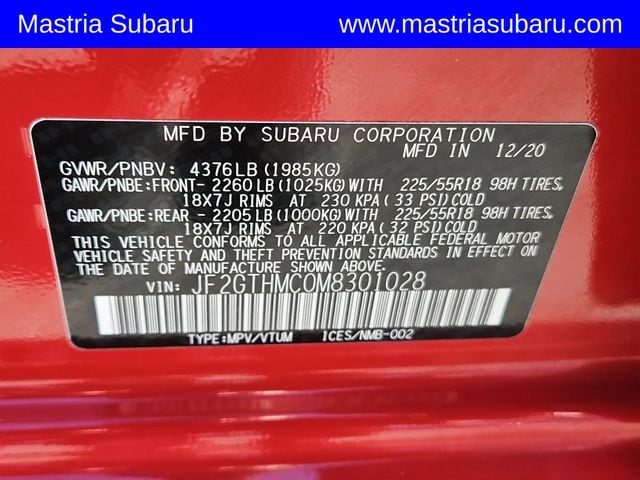 Mastria Subaru
www.mastriasubaru.com
MFD BY SUBARU CORPORATION
MFD IN 12/20
GVWR/PNBV: 4376LB (1985KG)
GAWR/PNBE:FRONT- 2260LB(1025KG)WITH 225/55R18 98H TIRES,
18X7J RIMS AT 230 KPA(33 PSI)COLD
GAWR/PNBE:REAR - 2205LB(1000KG)WITH 225/55R18 98H TIRES,
18X7J RIMS AT 220 KPA(32 PSI)COLD
THIS VEHICLE CONFORMS TO ALL APPLICABLE FEDERAL MOTOR
VEHICLE SAFETY AND THEFT PREVENTION STANDARDS IN EFFECT
ON THE DATE OF MANUFACTURE SHOWN ABOVE.
VIN: JF2GTHMC0M8301028
TYPE:MPV/VTUM ICES/NMB-002